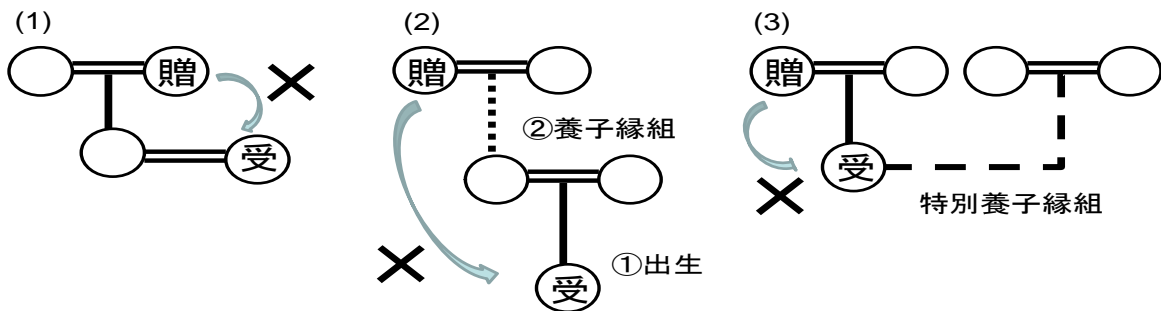 (1)
贈
受
(2)
贈
②養子縁組
①出生
受
(3)
贈
受
特別養子縁組